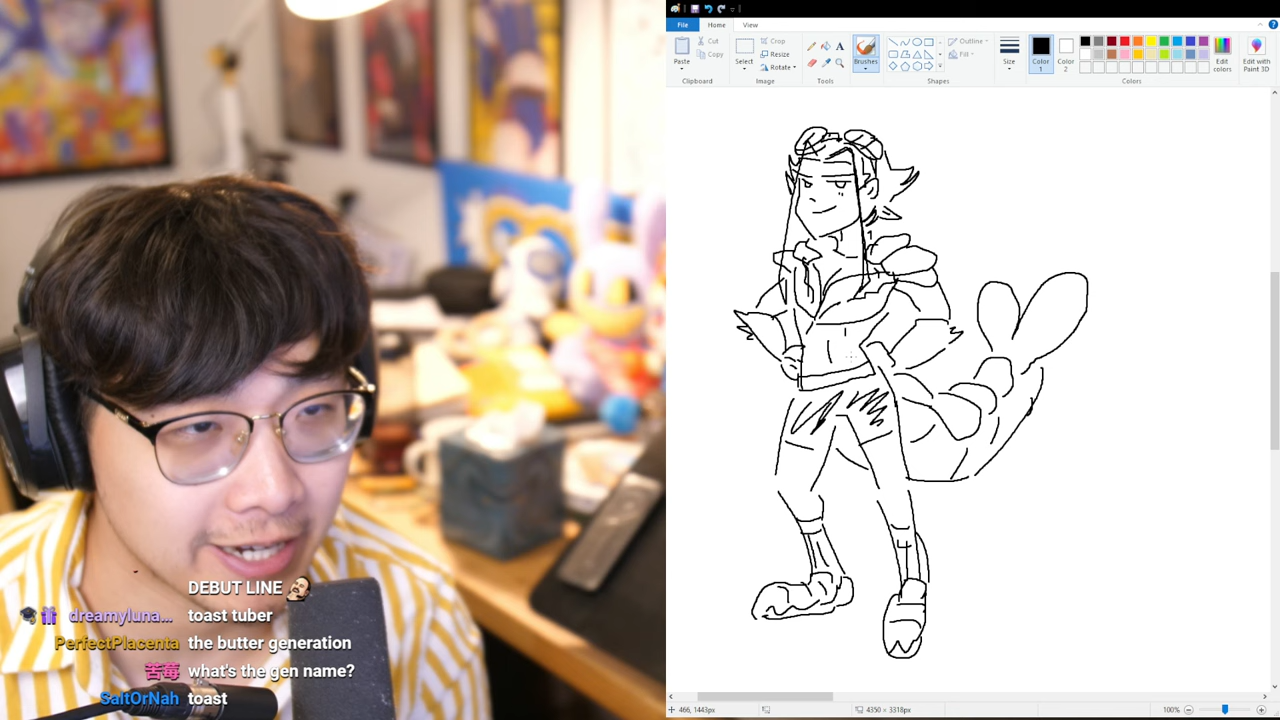 File
Home
View
Paste
Cut
Copy
Clipboard
Select
Crop
Resize
Rotate
Image
A
Tools
Brushes
Outline
Fill
Shapes
Size
Color 1
Color 2
Edit colors
Colors
Edit with Paint 3D
DEBUT LINE
dreamyluna... toast tuber
PerfectPlacenta the butter generation
苦莓 what's the gen name?
SaltOrNah toast
466, 1443px
4350 × 3318px
100%